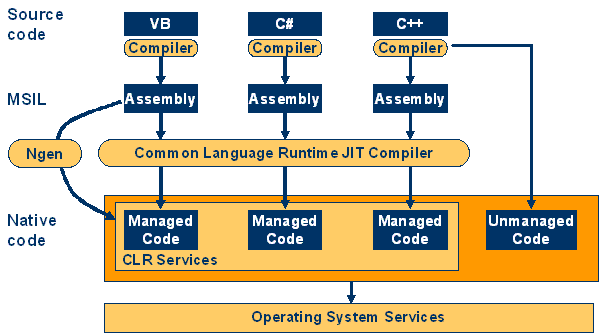 Source
code
VB
C#
C++
Compiler
Compiler
Compiler
MSIL
Assembly
Assembly
Assembly
Ngen
Common Language Runtime JIT Compiler
Native
code
Managed
Code
Managed
Code
Managed
Code
Unmanaged
Code
CLR Services
Operating System Services